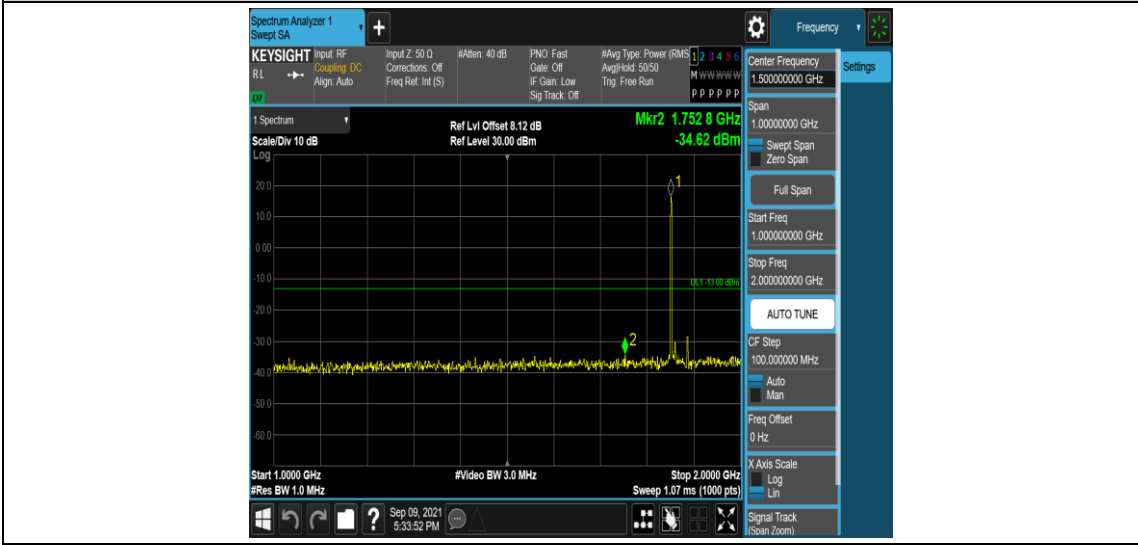 Spectrum Analyzer 1
Swept SA
Frequency
KEYSIGHT
RL
Input: RF
Coupling: DC
Align: Auto
Input Z: 50 Ω
Corrections: Off
Freq Ref: Int (S)
#Atten: 40 dB
PNO: Fast
Gate: Off
IF Gain: Low
Sig Track: Off
#Avg Type: Power (RMS
Avg|Hold: 50/50
Trig: Free Run
1 2 3 4 5 6
M W W W W W
P P P P P P
LM
1 Spectrum
Scale/Div 10 dB
Log
Ref Lvl Offset 8.12 dB
Ref Level 30.00 dBm
Mkr2 1.752 8 GHz
-34.62 dBm
20.0
10.0
0.00
-10.0
-20.0
-30.0
-40.0
-50.0
-60.0
1
2
DL1 -13.00 dBm
Start 1.0000 GHz
#Res BW 1.0 MHz
#Video BW 3.0 MHz
Stop 2.0000 GHz
Sweep 1.07 ms (1000 pts)
Sep 09, 2021
5:33:52 PM
Center Frequency
1.500000000 GHz
Settings
Span
1.00000000 GHz
Swept Span
Zero Span
Full Span
Start Freq
1.000000000 GHz
Stop Freq
2.000000000 GHz
AUTO TUNE
CF Step
100.000000 MHz
Auto
Man
Freq Offset
0 Hz
X Axis Scale
Log
Lin
Signal Track
(Span Zoom)